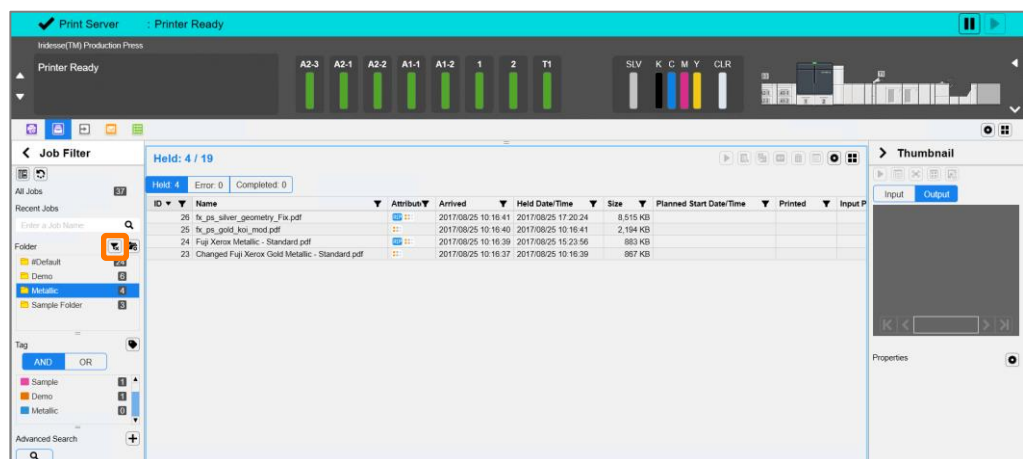 Print Server : Printer Ready
Iridesse(TM) Production Press
Printer Ready
A2-3 A2-1 A2-2 A1-1 A1-2 1 2 T1 SLV K C M Y CLR
Job Filter
Held: 4 / 19
Thumbnail
All Jobs 37
Held: 4 Error: 0 Completed: 0
Input Output
Recent Jobs
ID Name Attribut Arrived Held Date/Time Size Planned Start Date/Time Printed Input P
Enter a Job Name
26 fx_ps_silver_geometry_Fix.pdf 2017/08/25 10:16:41 2017/08/25 17:20:24 8,515 KB
25 fx_ps_gold_koi_mod.pdf 2017/08/25 10:16:40 2017/08/25 10:16:41 2,194 KB
24 Fuji Xerox Metallic - Standard.pdf 2017/08/25 10:16:39 2017/08/25 15:23:56 883 KB
23 Changed Fuji Xerox Gold Metallic - Standard.pdf 2017/08/25 10:16:37 2017/08/25 10:16:39 867 KB
Folder
#Default 24
Demo 6
Metallic 4
Sample Folder 3
Tag
AND OR
Properties
Sample 1
Demo 1
Metallic 0
Advanced Search